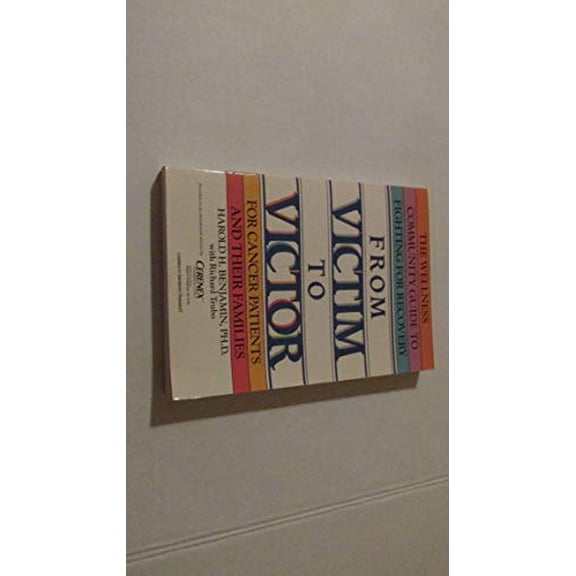 THE WELLNESS
COMMUNITY GUIDE TO
FIGHTING FOR RECOVERY
FROM
VICTIM
TO
VICTOR
FOR CANCER PATIENTS
AND THEIR FAMILIES
HAROLD H. BENJAMIN, PH.D.
with Richard Trubo
CERENEX